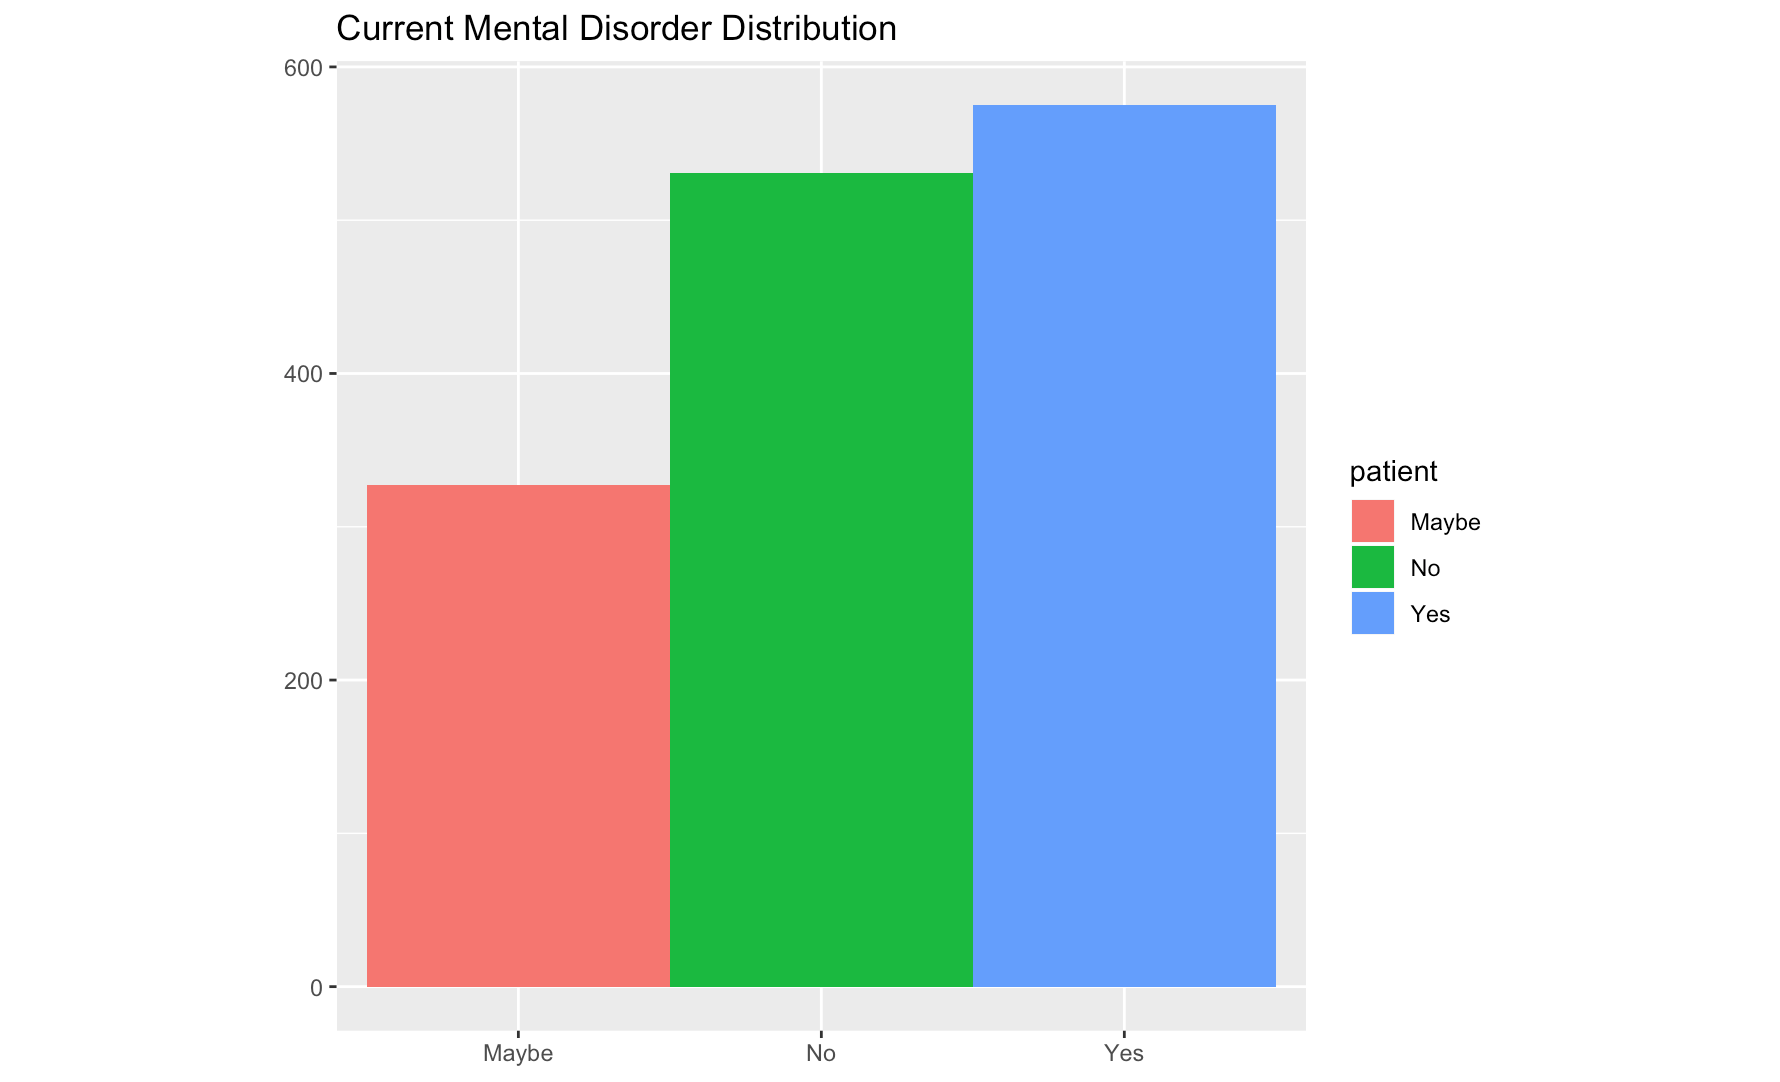 Current Mental Disorder Distribution
600
400
200
0
Maybe
No
Yes
patient
Maybe
No
Yes